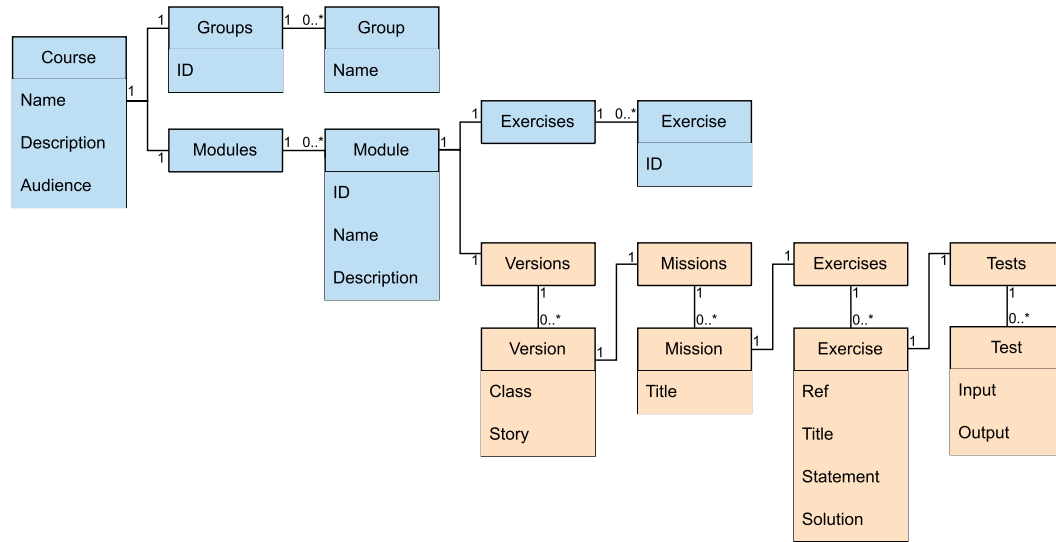 Course
Name
Description
Audience
1
1
1
Groups
ID
1
0..*
Group
Name
Modules
1
0..*
Module
ID
Name
Description
1
1
1
Exercises
1
0..*
Exercise
ID
Versions
1
0..*
Version
Class
Story
1
1
Missions
1
0..*
Mission
Title
1
1
Exercises
1
0..*
Exercise
Ref
Title
Statement
Solution
1
1
Tests
1
0..*
Test
Input
Output